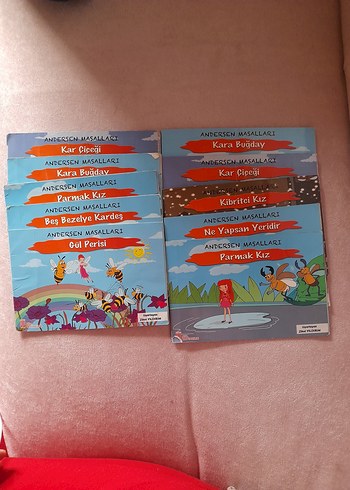 ANDERSEN MASALLARI
Kar Çiçeği
ANDERSEN MASALLARI
Kara Buğday
ANDERSEN MASALLARI
Parmak Kız
ANDERSEN MASALLARI
Beş Bezelye Kardeş
ANDERSEN MASALLARI
Gül Perisi
ANDERSEN MASALLARI
Kara Buğday
ANDERSEN MASALLARI
Kar Çiçeği
ANDERSEN MASALLARI
Kibritçi Kız
ANDERSEN MASALLARI
Ne Yapsan Yeridir
ANDERSEN MASALLARI
Parmak Kız